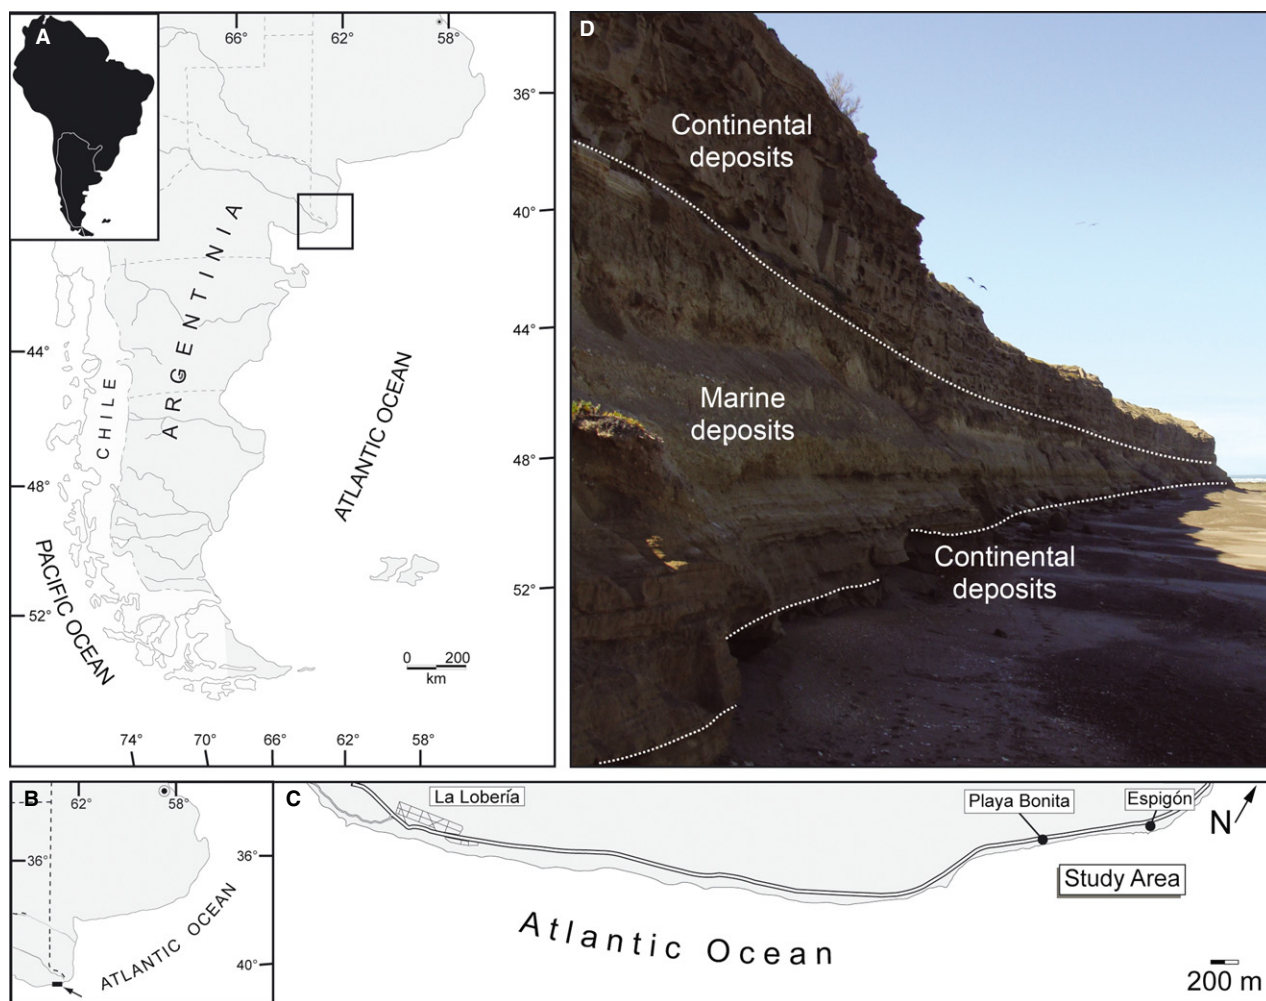 A
66°
62°
58°
36°
40°
44°
48°
52°
44°
48°
52°
ARGENTINIA
CHILE
ATLANTIC OCEAN
PACIFIC OCEAN
0 200
km
74° 70° 66° 62° 58°
D
Continental
deposits
Marine
deposits
Continental
deposits
B
62°
58°
36°
36°
40°
ATLANTIC OCEAN
C
La Lobería
Playa Bonita
Espigón
N
Study Area
Atlantic Ocean
200 m